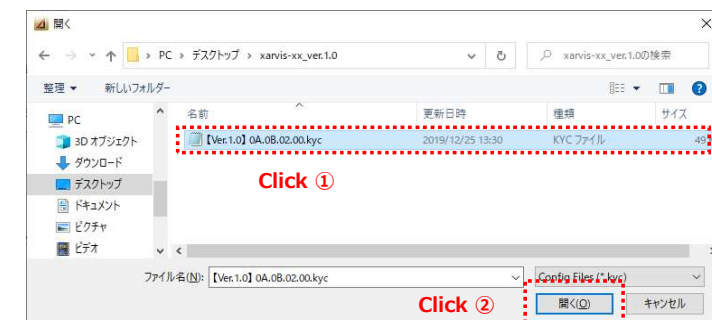 開く
PC › デスクトップ › xarvis-xx_ver.1.0
xarvis-xx_ver.1.0の検索
整理 新しいフォルダー
名前 更新日時 種類 サイズ
PC
3D オブジェクト
ダウンロード
デスクトップ
ドキュメント
ピクチャ
ビデオ
【Ver.1.0】 0A.0B.02.00.kyc 2019/12/25 13:30 KYC ファイル 49
Click ①
ファイル名(N): 【Ver.1.0】 0A.0B.02.00.kyc Config Files (*.kyc)
Click ② 開く(O) キャンセル